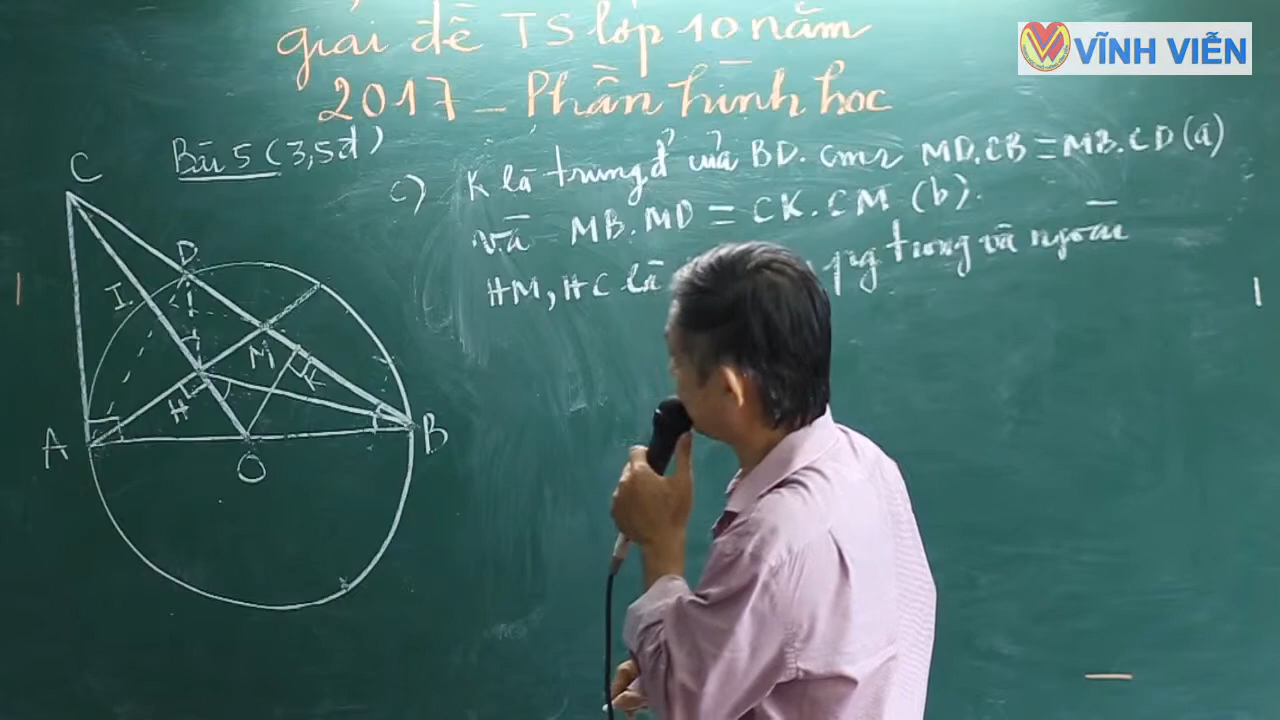 giải đề TS lớp 10 năm
2017 - Phần hình học
VĨNH VIỄN
Bài 5 (3,5đ)
c) K là trung đ' của BD. cmr MD.CB = MB.CD (a)
và MB.MD = CK.CM (b).
HM, HC là pg trong và ngoài
C
D
I
M
K
H
A
O
B